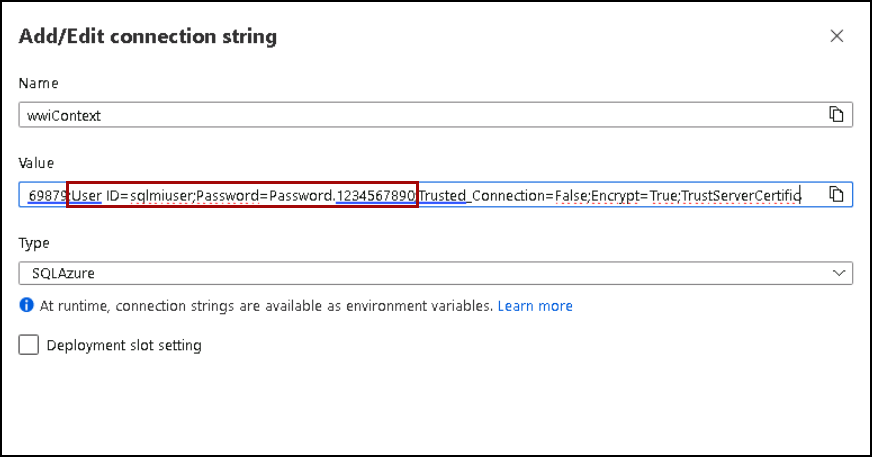 Add/Edit connection string
Name
wwiContext
Value
69879;User ID=sqlmiuser;Password=Password.1234567890;Trusted_Connection=False;Encrypt=True;TrustServerCertific
Type
SQLAzure
At runtime, connection strings are available as environment variables. Learn more
Deployment slot setting